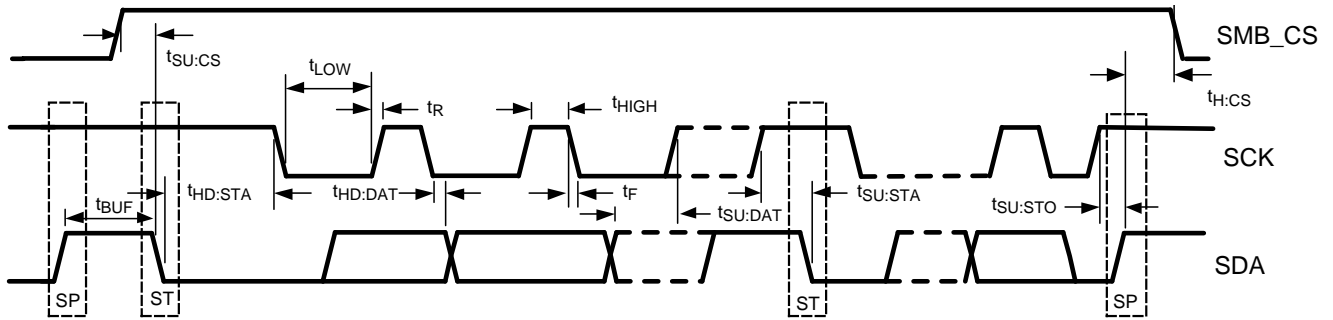 SMB_CS
tSU:CS
tLOW
tR
tHIGH
tH:CS
SCK
tHD:STA
tHD:DAT
tF
tSU:DAT
tSU:STA
tSU:STO
tBUF
SDA
SP
ST
ST
SP